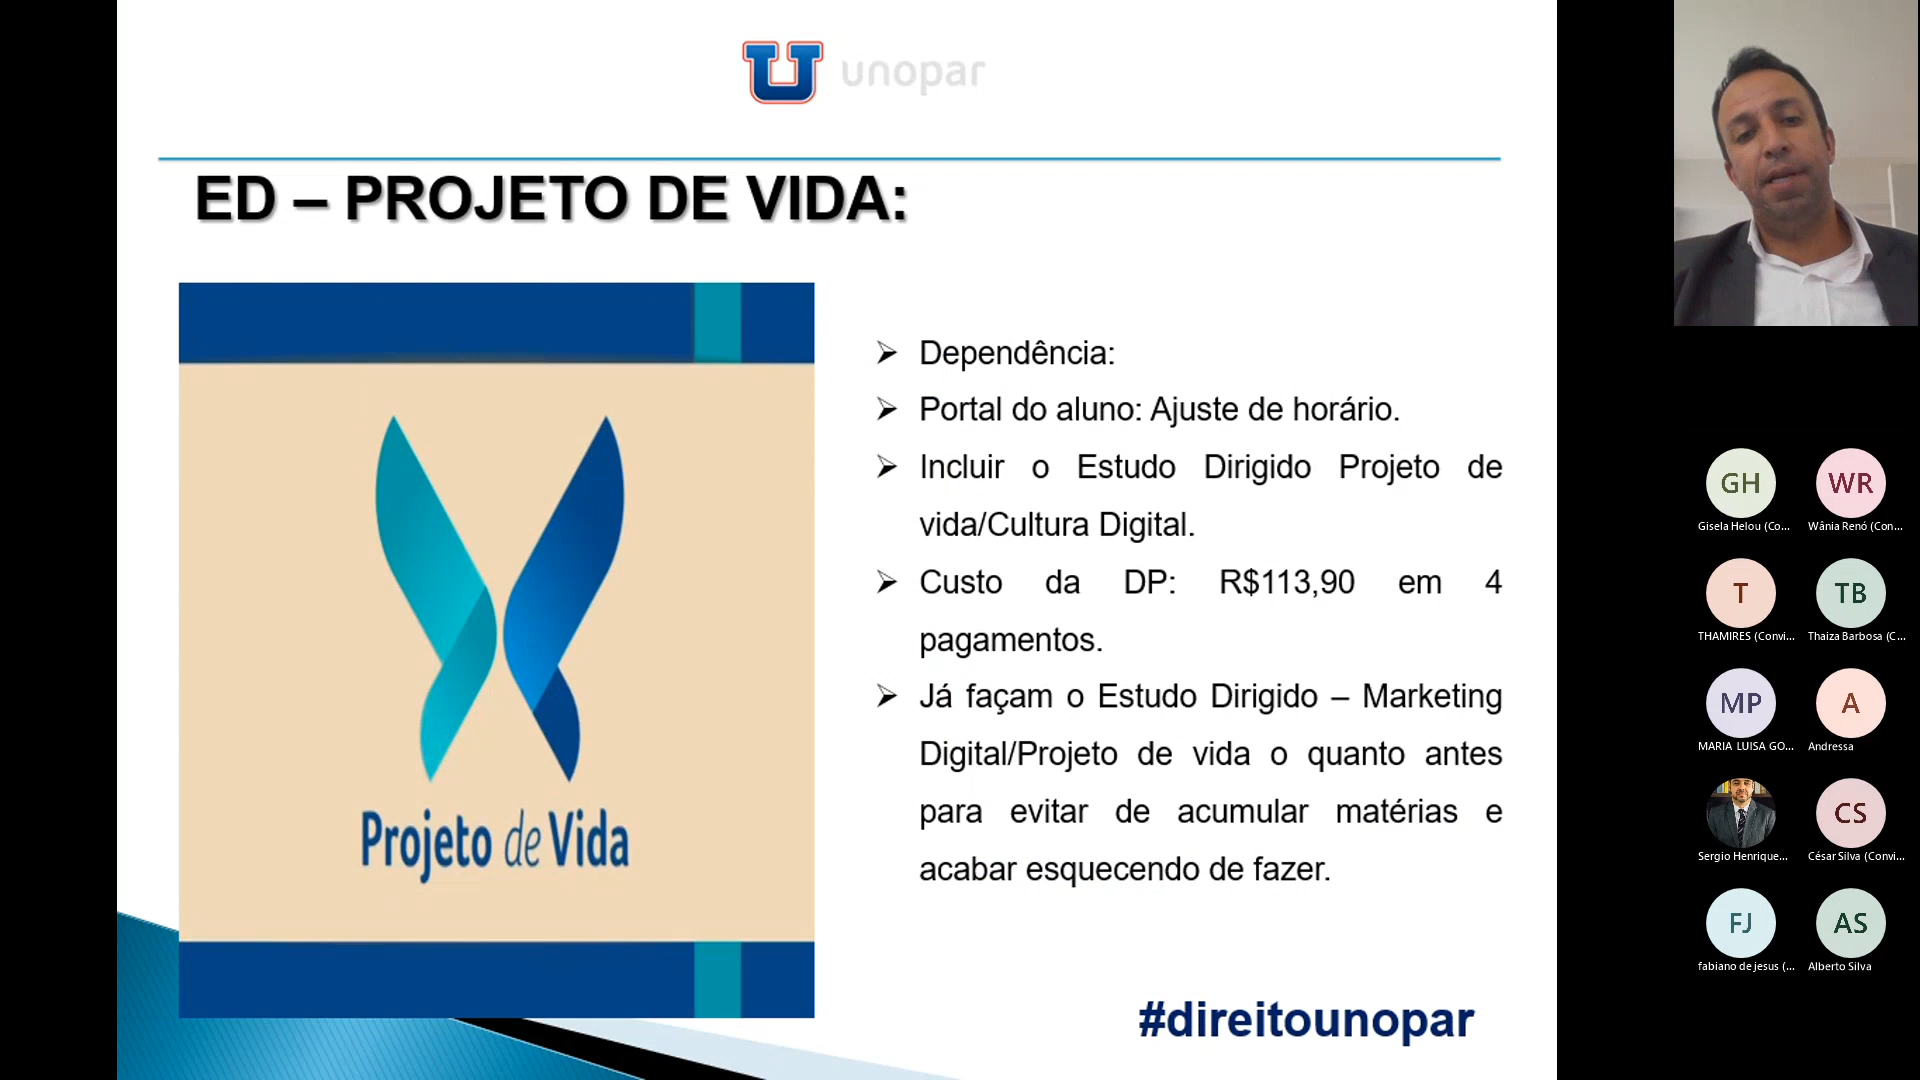 unopar
ED – PROJETO DE VIDA:
Projeto de Vida
Dependência:
Portal do aluno: Ajuste de horário.
Incluir o Estudo Dirigido Projeto de
vida/Cultura Digital.
Custo da DP: R$113,90 em 4
pagamentos.
Já façam o Estudo Dirigido – Marketing
Digital/Projeto de vida o quanto antes
para evitar de acumular matérias e
acabar esquecendo de fazer.
#direitounopar
GH
WR
Gisela Helou (Co...
Wânia Renó (Con...
T
TB
THAMIRES (Convi...
Thaiza Barbosa (C...
MP
A
MARIA LUISA GO...
Andressa
CS
Sergio Henrique...
César Silva (Convi...
FJ
AS
fabiano de jesus (...
Alberto Silva